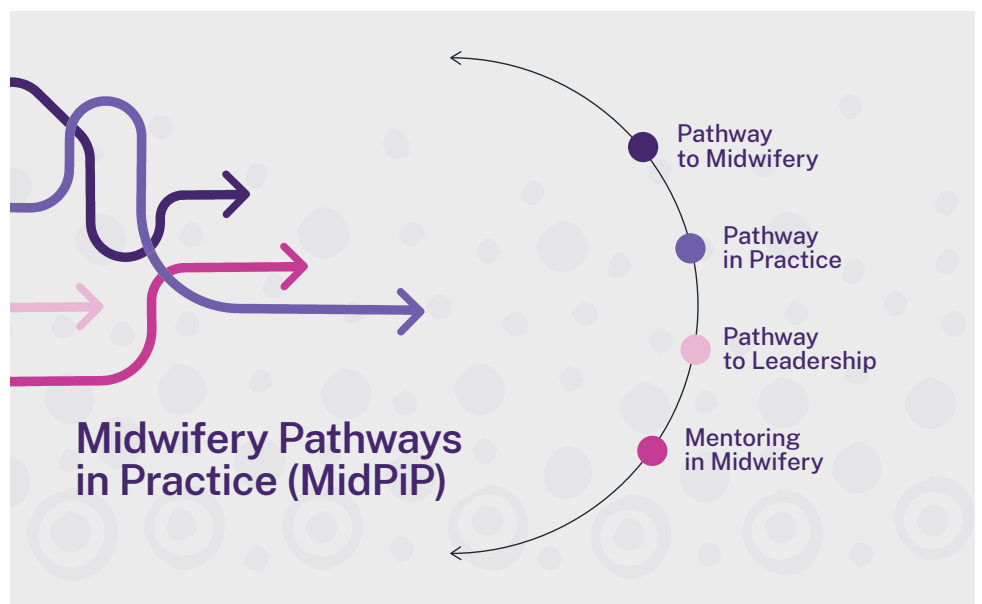 Pathway
to Midwifery
Pathway
in Practice
Pathway
to Leadership
Mentoring
in Midwifery
Midwifery Pathways
in Practice (MidPiP)